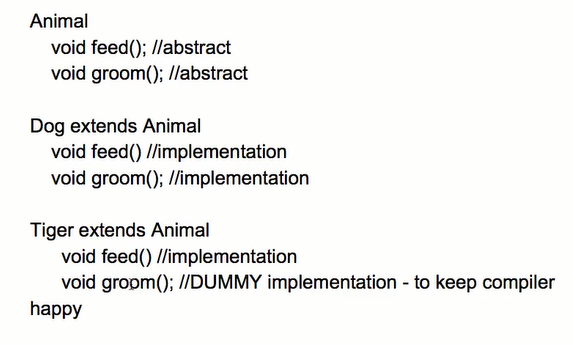 Animal
void feed(); //abstract
void groom(); //abstract
Dog extends Animal
void feed() //implementation
void groom(); //implementation
Tiger extends Animal
void feed() //implementation
void groom(); //DUMMY implementation - to keep compiler
happy